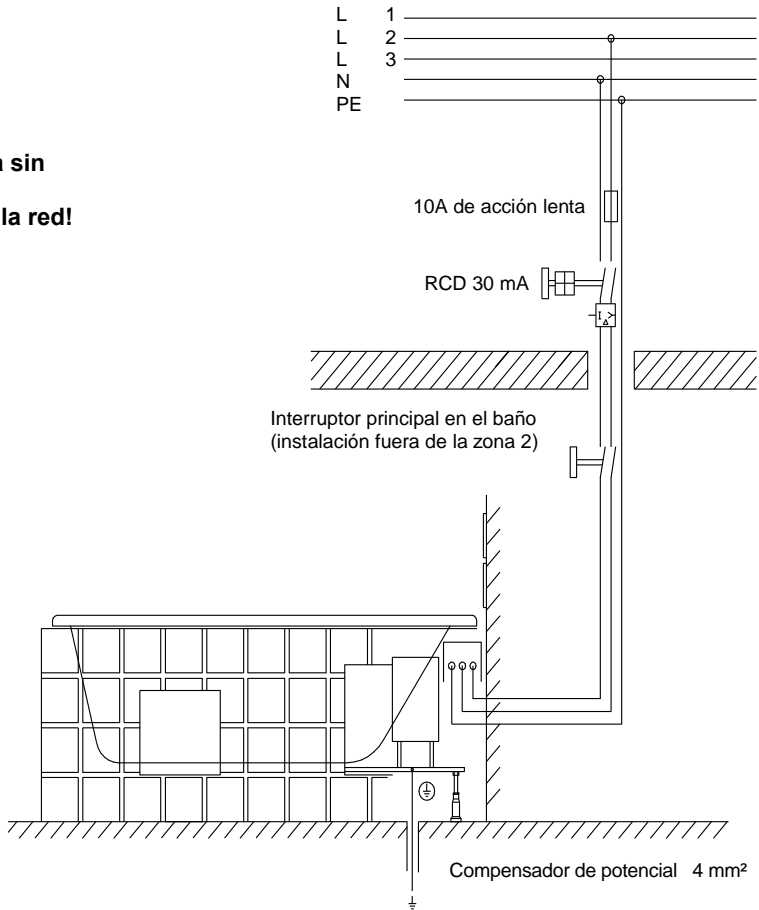 L 1
L 2
L 3
N
PE
sin
la red!
10A de acción lenta
RCD 30 mA
Interruptor principal en el baño
(instalación fuera de la zona 2)
Compensador de potencial 4 mm²